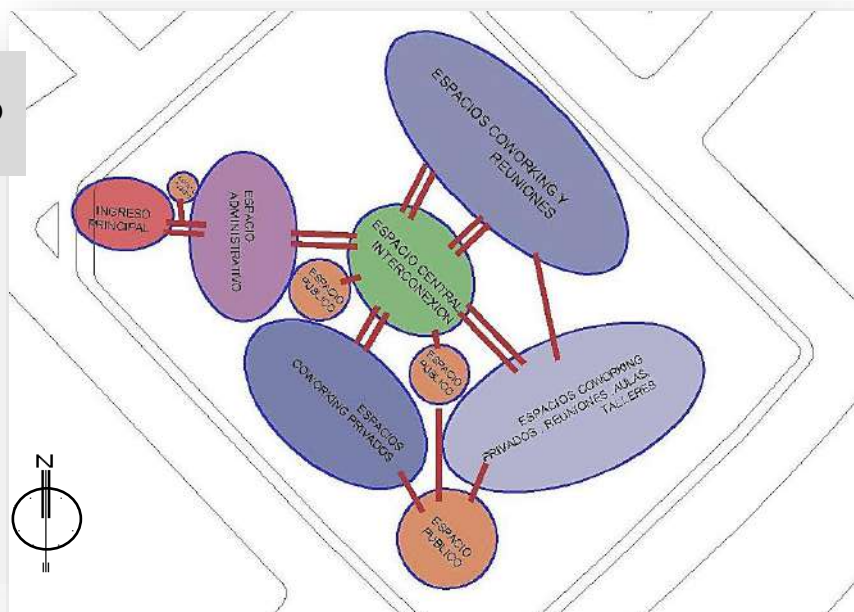 ESPACIOS COWORKING Y
REUNIONES
INGRESO
PRINCIPAL
ESPACIO
ADMINISTRATIVO
ESPACIO CENTRAL
INTERCONEXION
ESPACIO
PUBLICO
ESPACIO
PUBLICO
ESPACIOS
COWORKING PRIVADOS
ESPACIOS COWORKING
PRIVADOS , REUNIONES , AULAS,
TALLERES
ESPACIO
PUBLICO
N